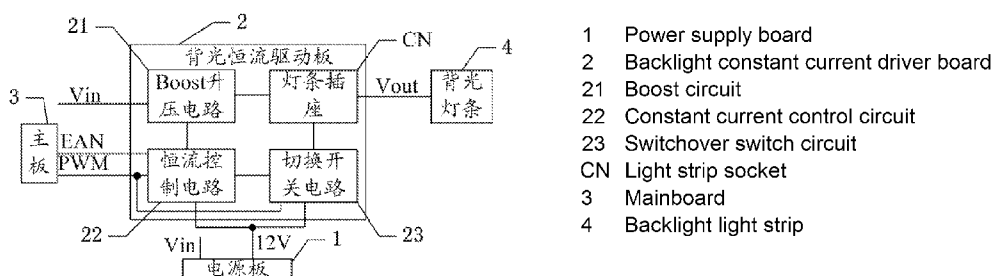 21
2
CN
4
背光恒流驱动板
Boost升
压电路
灯条插
座
Vout
背光
灯条
3
Vin
主
板
EAN
PWM
恒流控
制电路
切换开
关电路
22
23
Vin
12V
1
电源板
1 Power supply board
2 Backlight constant current driver board
21 Boost circuit
22 Constant current control circuit
23 Switchover switch circuit
CN Light strip socket
3 Mainboard
4 Backlight light strip